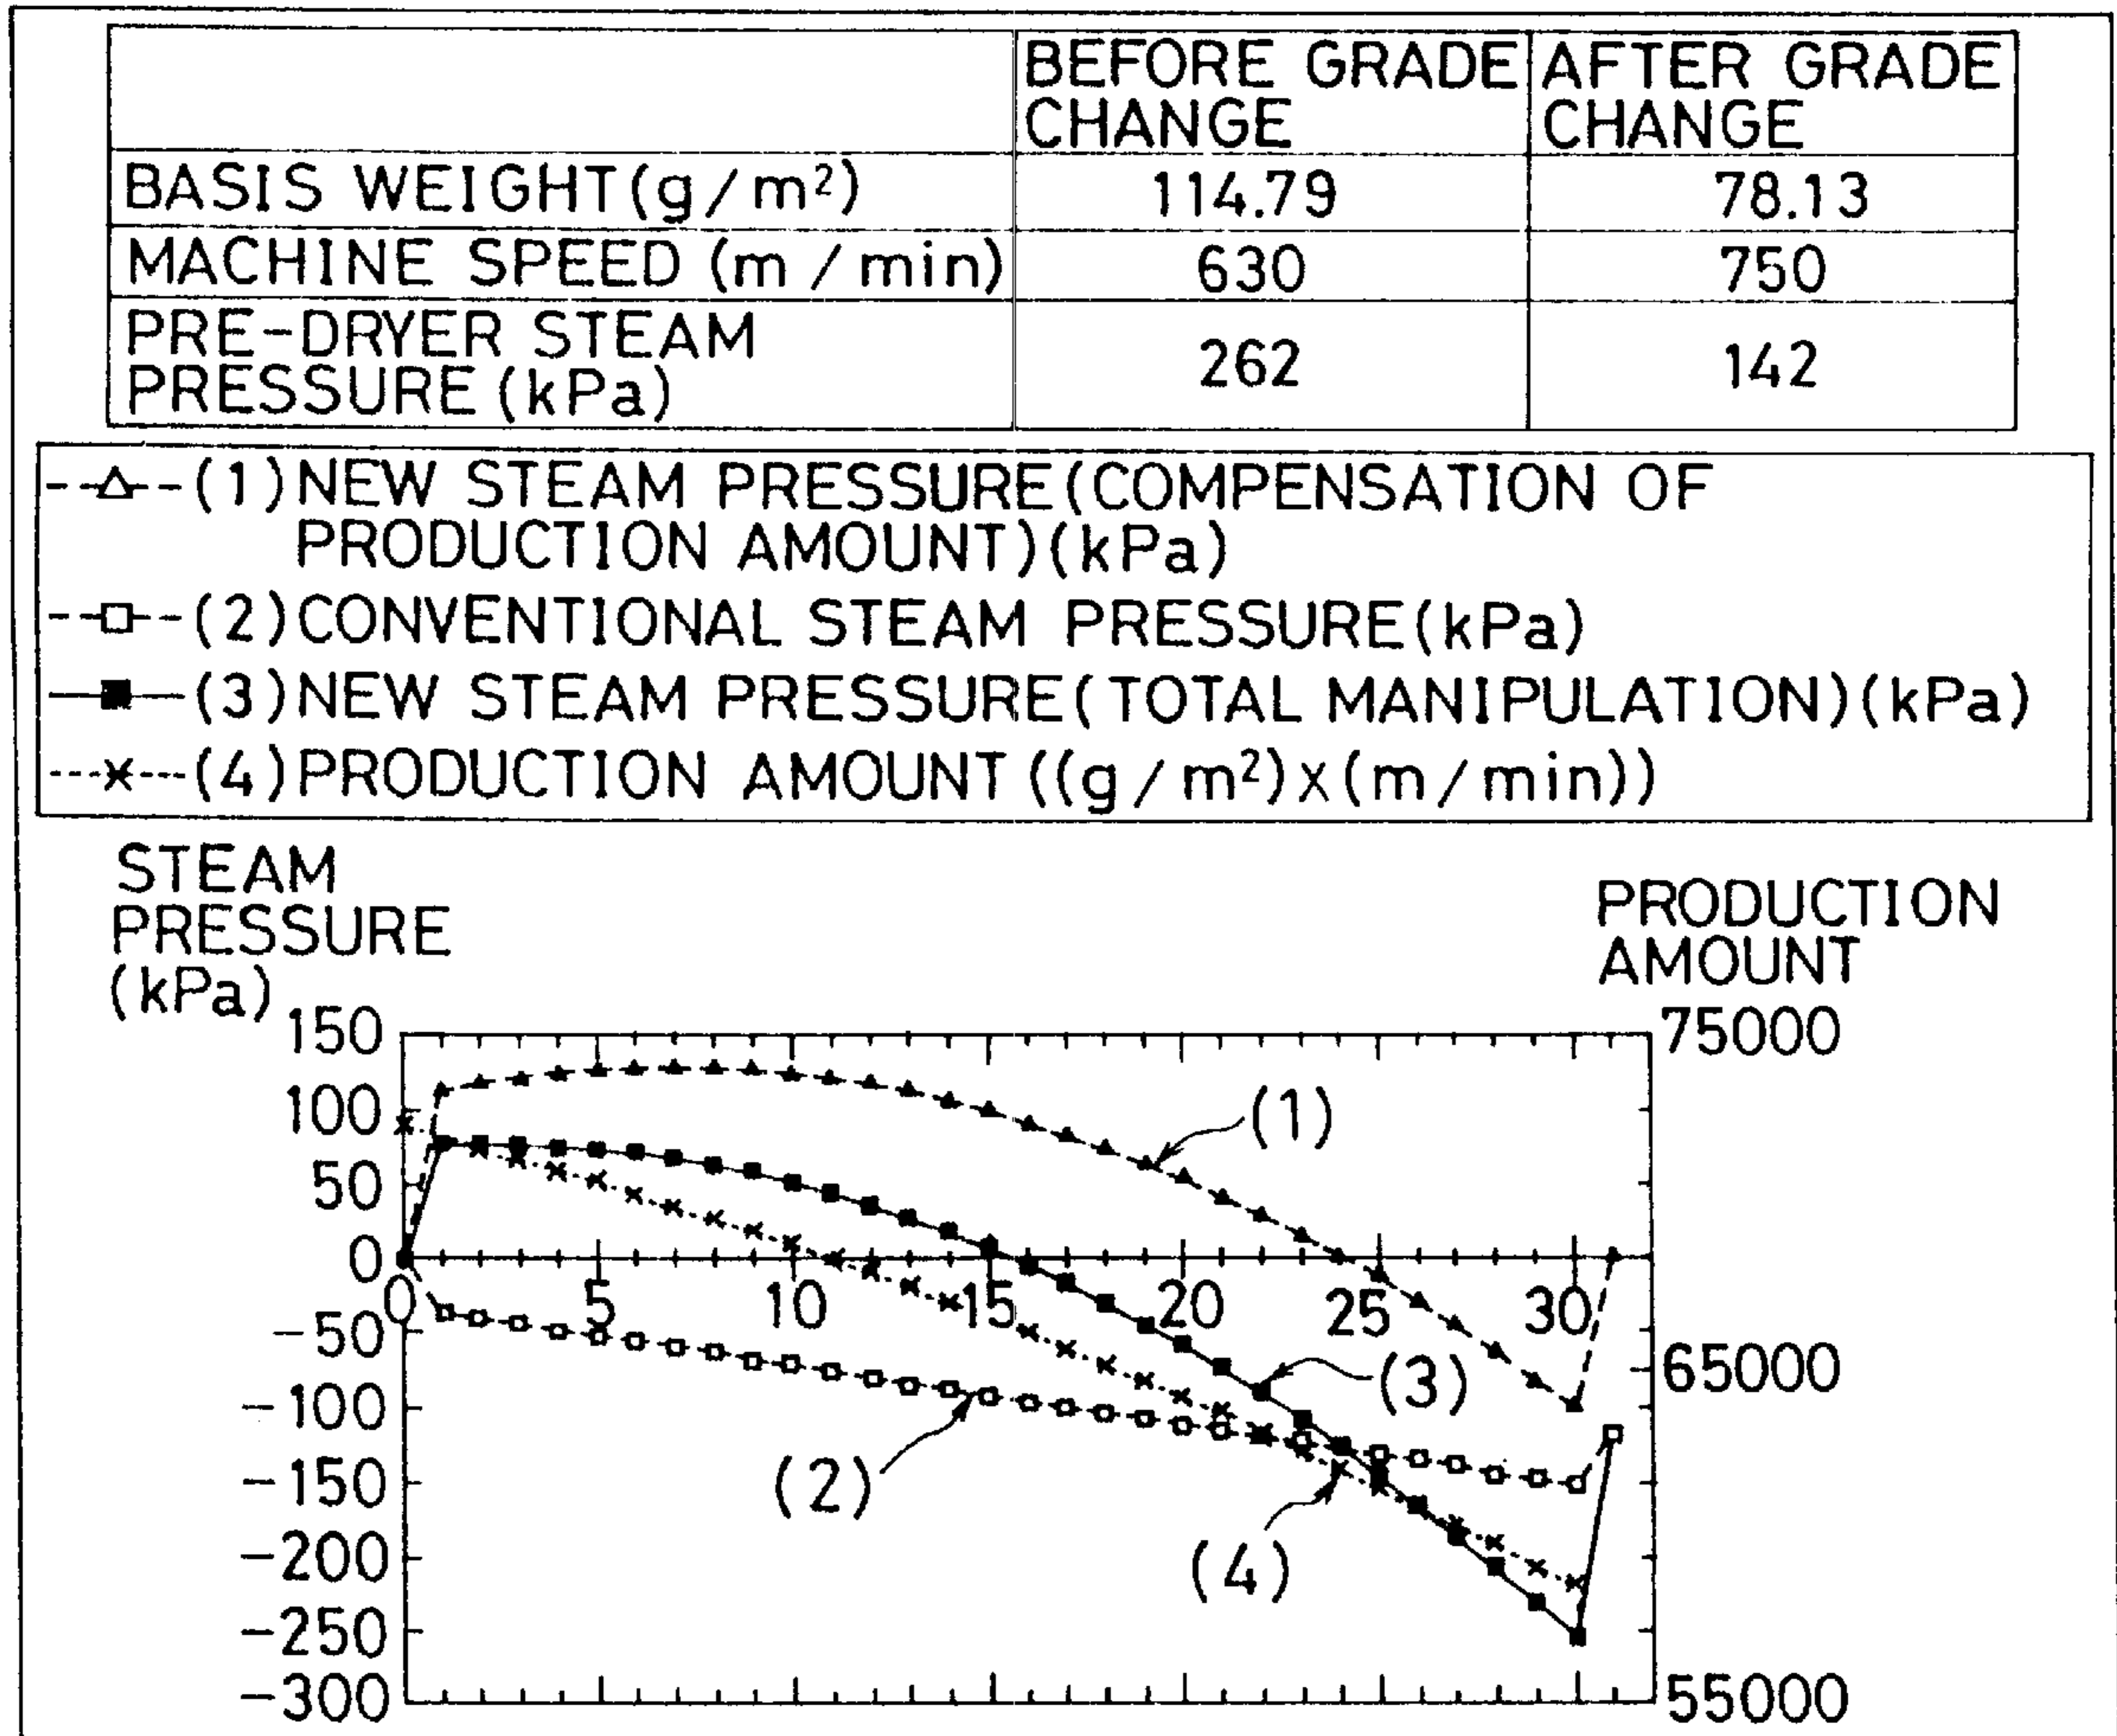 BEFORE GRADE CHANGE AFTER GRADE CHANGE
BASIS WEIGHT(g/m²) 114.79 78.13
MACHINE SPEED (m/min) 630 750
PRE-DRYER STEAM
PRESSURE(kPa) 262 142
(1) NEW STEAM PRESSURE(COMPENSATION OF
PRODUCTION AMOUNT)(kPa)
(2) CONVENTIONAL STEAM PRESSURE(kPa)
(3) NEW STEAM PRESSURE(TOTAL MANIPULATION)(kPa)
(4) PRODUCTION AMOUNT((g/m²)x(m/min))
STEAM
PRESSURE
(kPa)
PRODUCTION
AMOUNT
150 75000
100 (1)
50
0
0 5 10 15 20 25 30
-50
65000
-100 (3)
-150 (2)
-200 (4)
-250
-300 55000